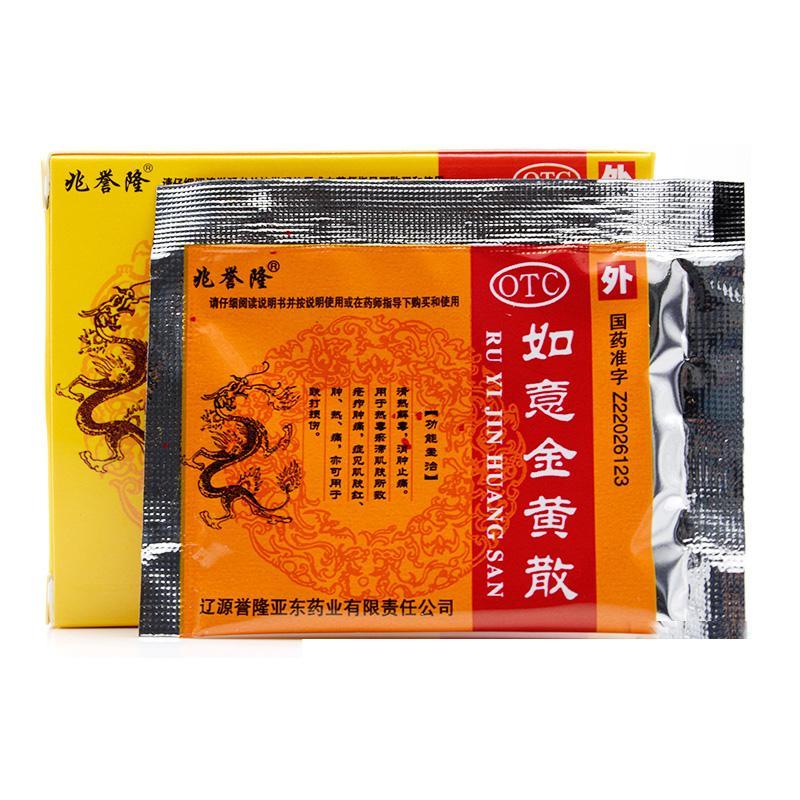 兆誉隆®
OTC
外
兆誉隆®
请仔细阅读说明书并按说明使用或在药师指导下购买和使用
OTC
外
如意金黄散
RU YI JIN HUANG SAN
国药准字 Z22026123
【功能主治】
清热解毒，消肿止痛。
用于热毒瘀滞肌肤所致
疮疖肿痛，症见肌肤红、
肿、热、痛，亦可用于
跌打损伤。
辽源誉隆亚东药业有限责任公司